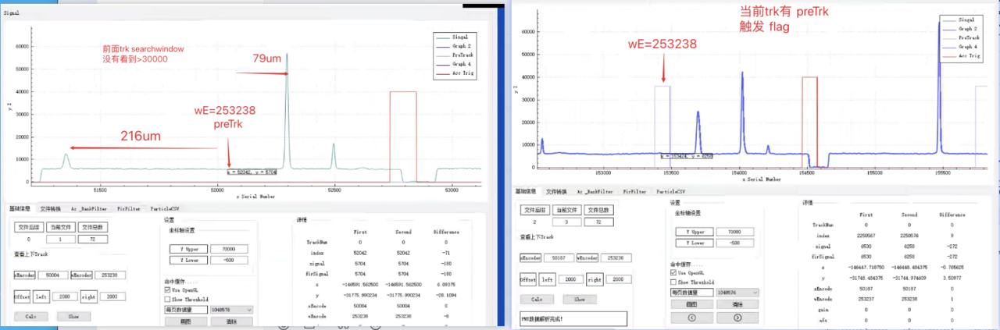 Signal
前面trk searchwindow
没有看到>30000
79um
wE=253238
preTrk
216um
Singal
Graph 2
PreTrack
Graph 4
Acc Trig
60000
50000
40000
30000
20000
10000
0
y I
x = 52042, y = 5704
51500
52000
52500
53000
x Serial Number
基础信息
文件转换
As _BankFilter
FirFilter
ParticleCSV
文件后缀
当前文件
文件总数
0
1
72
查看上下Track
xEncoder
50004
wEncoder
253238
Offset
left
2000
right
2000
Calc
Show
设置
坐标轴设置
Y Upper
70000
Y Lower
-500
命中缓存.....
Use OpenGL
Show Threshold
每页数据量
1048576
画图
清除
详情
First
Second
Difference
TrackNum
0
0
0
index
52042
52042
-71
signal
5704
5704
-180
firSignal
5704
5704
-180
x
-146591.562500
-146591.562500
6.09375
y
-31775.990234
-31775.990234
-28.1094
xEncode
50004
50004
0
wEncode
253238
253238
-8
当前trk有 preTrk
触发 flag
wE=253238
Singal
Graph 2
PreTrack
Graph 4
Acc Trig
60000
50000
40000
30000
20000
10000
0
y I
x = 153424, y = 6258
153000
153500
154000
154500
155000
155500
x Serial Number
基础信息
文件转换
As _BankFilter
FirFilter
ParticleCSV
文件后缀
当前文件
文件总数
2
3
72
查看上下Track
xEncoder
50187
wEncoder
253238
Offset
left
2000
right
2000
Calc
Show
PMT数据解析完成!
设置
坐标轴设置
Y Upper
70000
Y Lower
-500
命中缓存.....
Use OpenGL
Show Threshold
每页数据量
1048576
画图
清除
详情
First
Second
Difference
TrackNum
0
0
0
index
2250567
2250576
9
signal
6530
6258
-272
firSignal
6530
6258
-272
x
-146447.718750
-146448.484375
-0.765625
y
-31748.484375
-31744.974609
3.50977
xEncode
50187
50187
0
wEncode
253237
253238
1
gain
0
0
0
aft
0
0
0